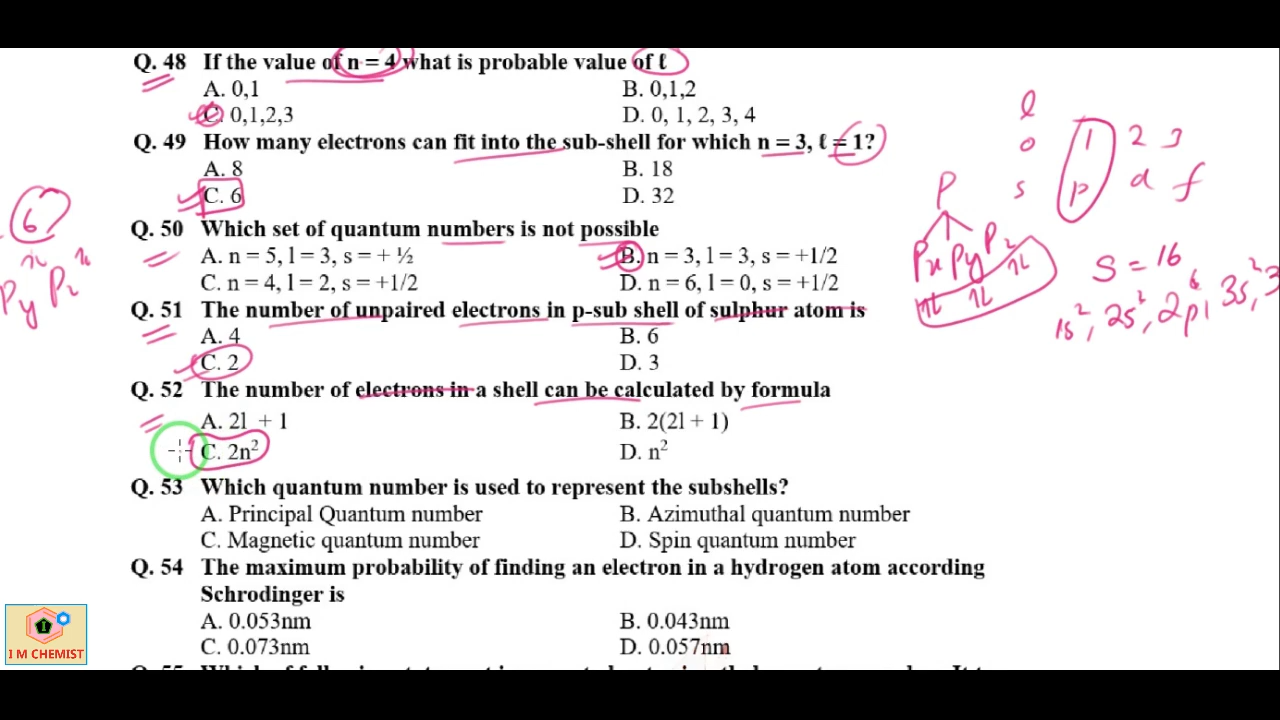 Q. 48 If the value of n = 4 what is probable value of ℓ
A. 0,1 B. 0,1,2
C. 0,1,2,3 D. 0, 1, 2, 3, 4
Q. 49 How many electrons can fit into the sub-shell for which n = 3, ℓ = 1?
A. 8 B. 18
C. 6 D. 32
Q. 50 Which set of quantum numbers is not possible
A. n = 5, l = 3, s = + ½ B. n = 3, l = 3, s = +1/2
C. n = 4, l = 2, s = +1/2 D. n = 6, l = 0, s = +1/2
Q. 51 The number of unpaired electrons in p-sub shell of sulphur atom is
A. 4 B. 6
C. 2 D. 3
Q. 52 The number of electrons in a shell can be calculated by formula
A. 2l + 1 B. 2(2l + 1)
C. 2n² D. n²
Q. 53 Which quantum number is used to represent the subshells?
A. Principal Quantum number B. Azimuthal quantum number
C. Magnetic quantum number D. Spin quantum number
Q. 54 The maximum probability of finding an electron in a hydrogen atom according
Schrodinger is
A. 0.053nm B. 0.043nm
C. 0.073nm D. 0.057nm
ℓ
0 1 2 3
s p d f
P
Px Py Pz
S = 16
1s², 2s², 2p⁶, 3s², 3
6
Py Pz
I M CHEMIST